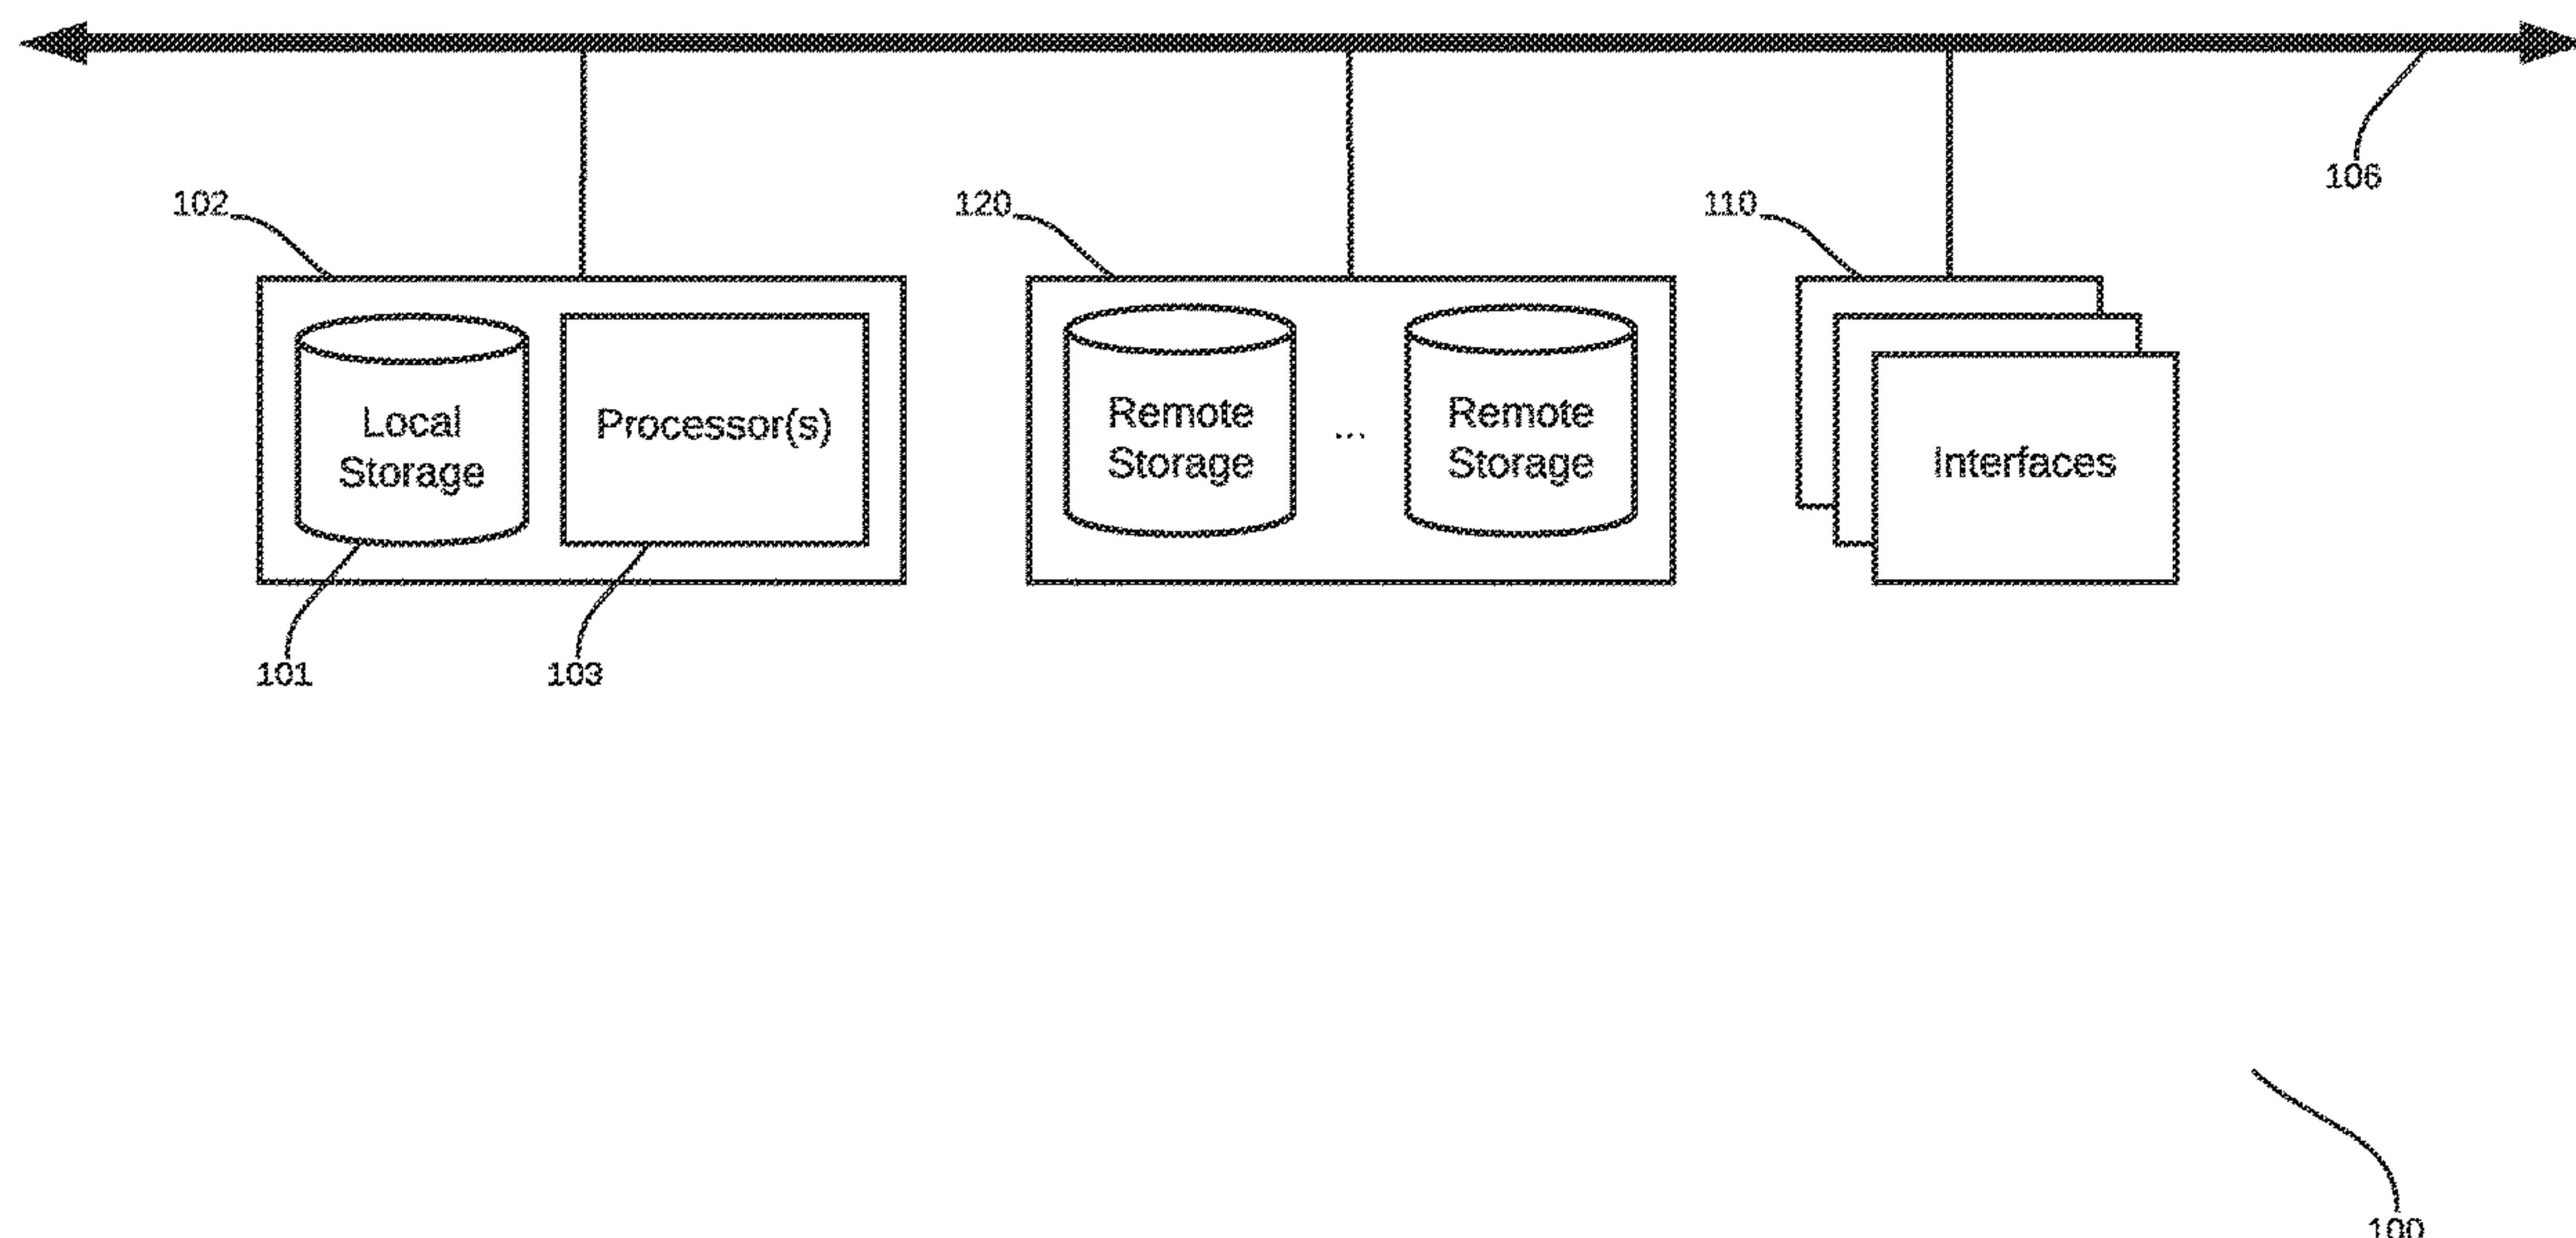 106
102
120
110
Local
Storage
Processor(s)
Remote
Storage
...
Remote
Storage
Interfaces
101
103
100